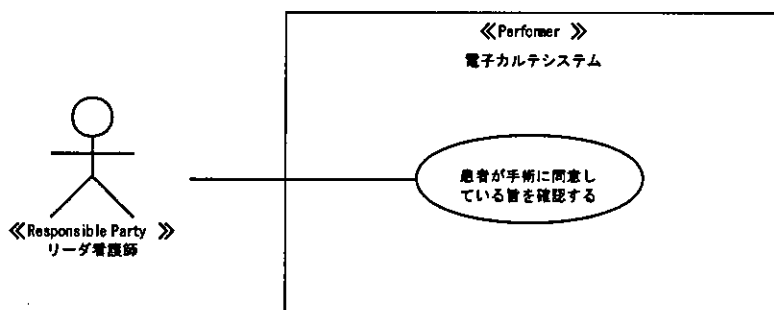 ≪Performer ≫
電子カルテシステム
患者が手術に同意し
ている旨を確認する
≪Responsible Party ≫
リーダ看護師